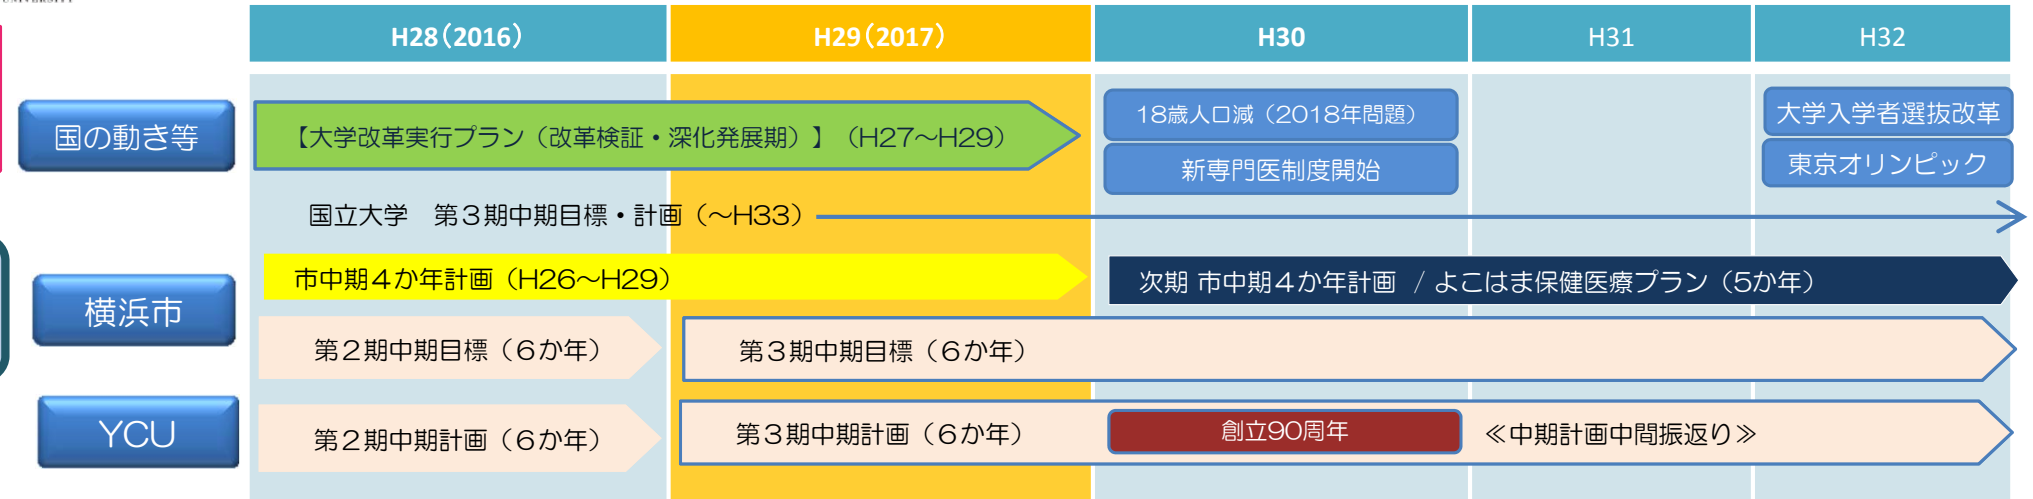 H28(2016)
H29(2017)
H30
H31
H32
国の動き等
【大学改革実行プラン（改革検証・深化発展期）】（H27～H29）
18歳人口減（2018年問題）
新専門医制度開始
大学入学者選抜改革
東京オリンピック
国立大学　第３期中期目標・計画（～H33）
横浜市
市中期４か年計画（H26～H29）
次期 市中期４か年計画 / よこはま保健医療プラン（5か年）
第２期中期目標（６か年）
第３期中期目標（６か年）
YCU
第２期中期計画（６か年）
第３期中期計画（６か年）
創立90周年
≪中期計画中間振返り≫